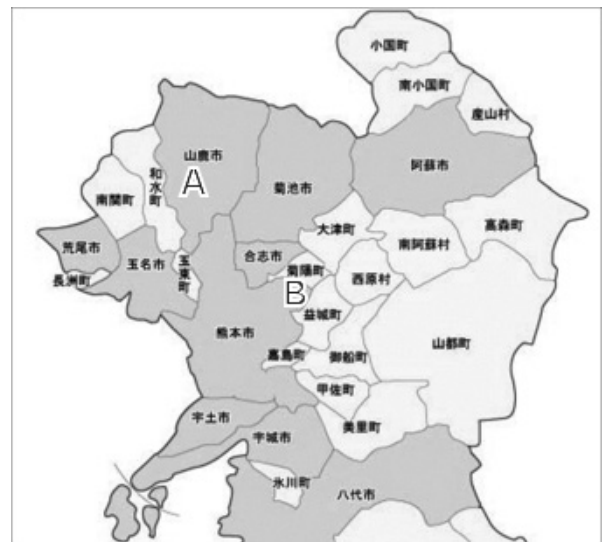 小国町
南小国町
産山村
山鹿市
A
阿蘇市
和水町
菊池市
南関町
大津町
高森町
荒尾市
南阿蘇村
玉名市
玉東町
合志市
菊陽町
長洲町
B
西原村
益城町
熊本市
山都町
嘉島町
御船町
甲佐町
宇土市
美里町
宇城市
氷川町
八代市